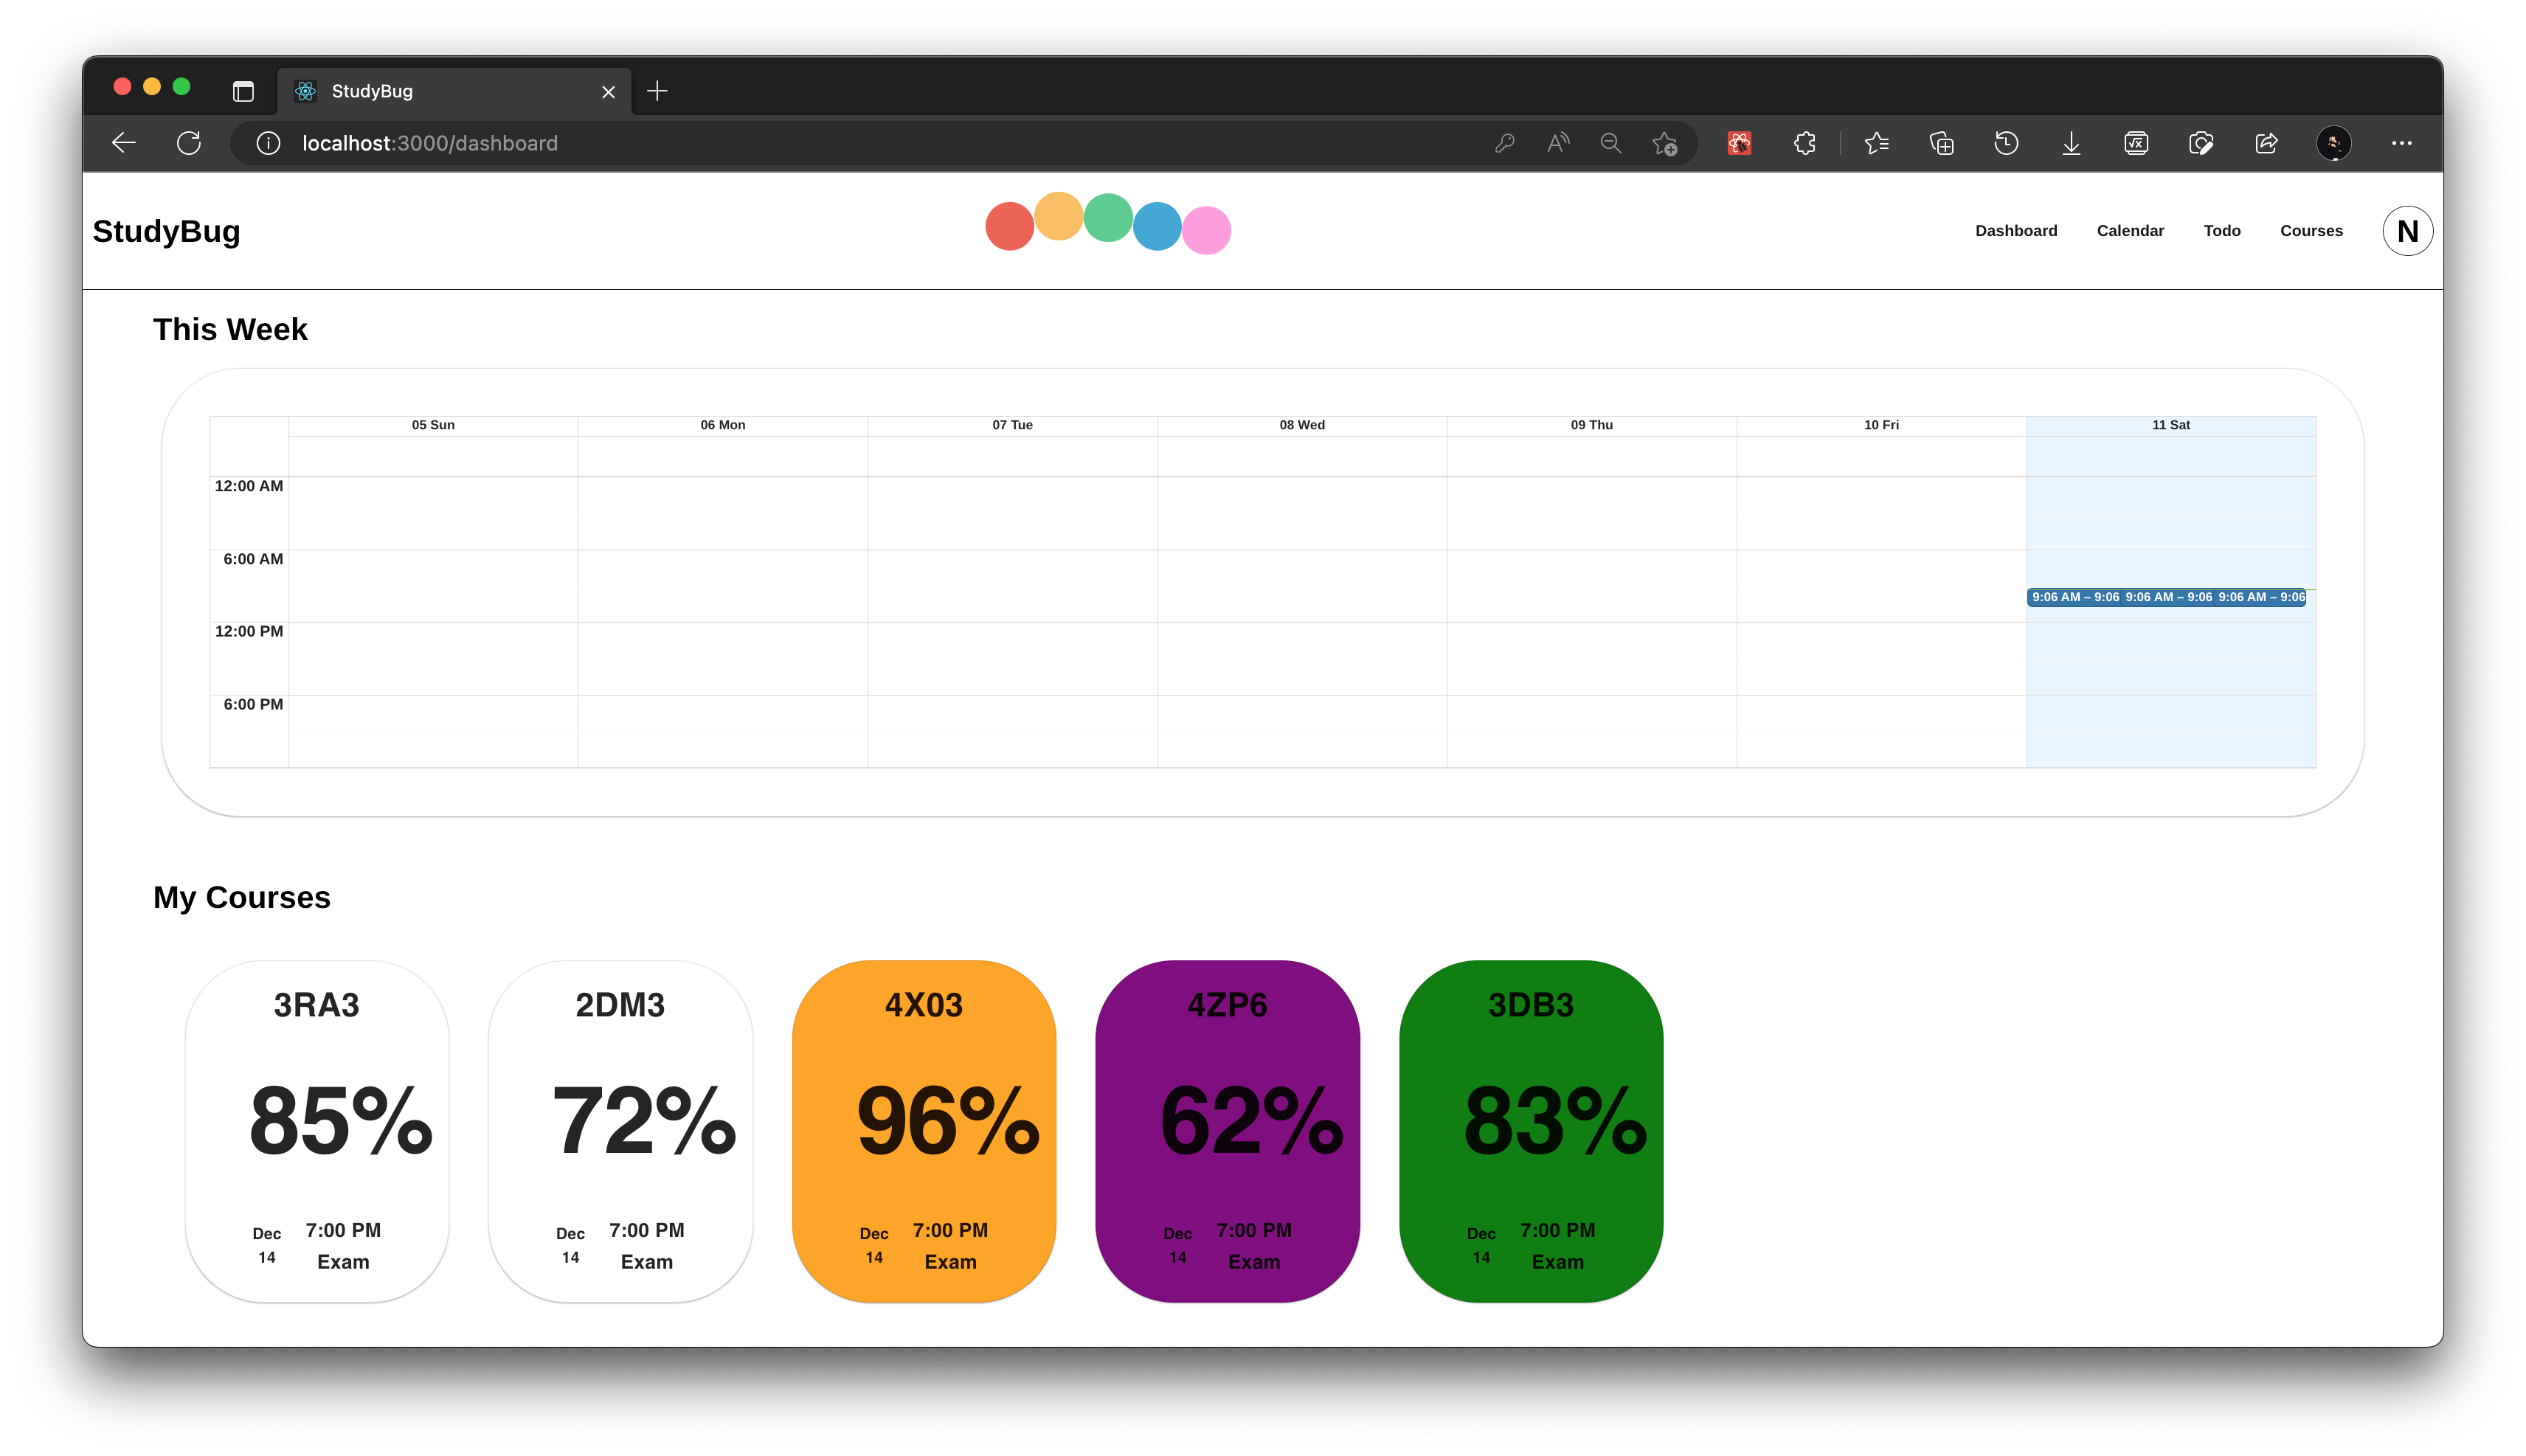 StudyBug
localhost:3000/dashboard
StudyBug
Dashboard Calendar Todo Courses N
This Week
05 Sun 06 Mon 07 Tue 08 Wed 09 Thu 10 Fri 11 Sat
12:00 AM
6:00 AM
9:06 AM – 9:06 9:06 AM – 9:06 9:06 AM – 9:06
12:00 PM
6:00 PM
My Courses
3RA3 2DM3 4X03 4ZP6 3DB3
85% 72% 96% 62% 83%
Dec 7:00 PM Dec 7:00 PM Dec 7:00 PM Dec 7:00 PM Dec 7:00 PM
14 Exam 14 Exam 14 Exam 14 Exam 14 Exam